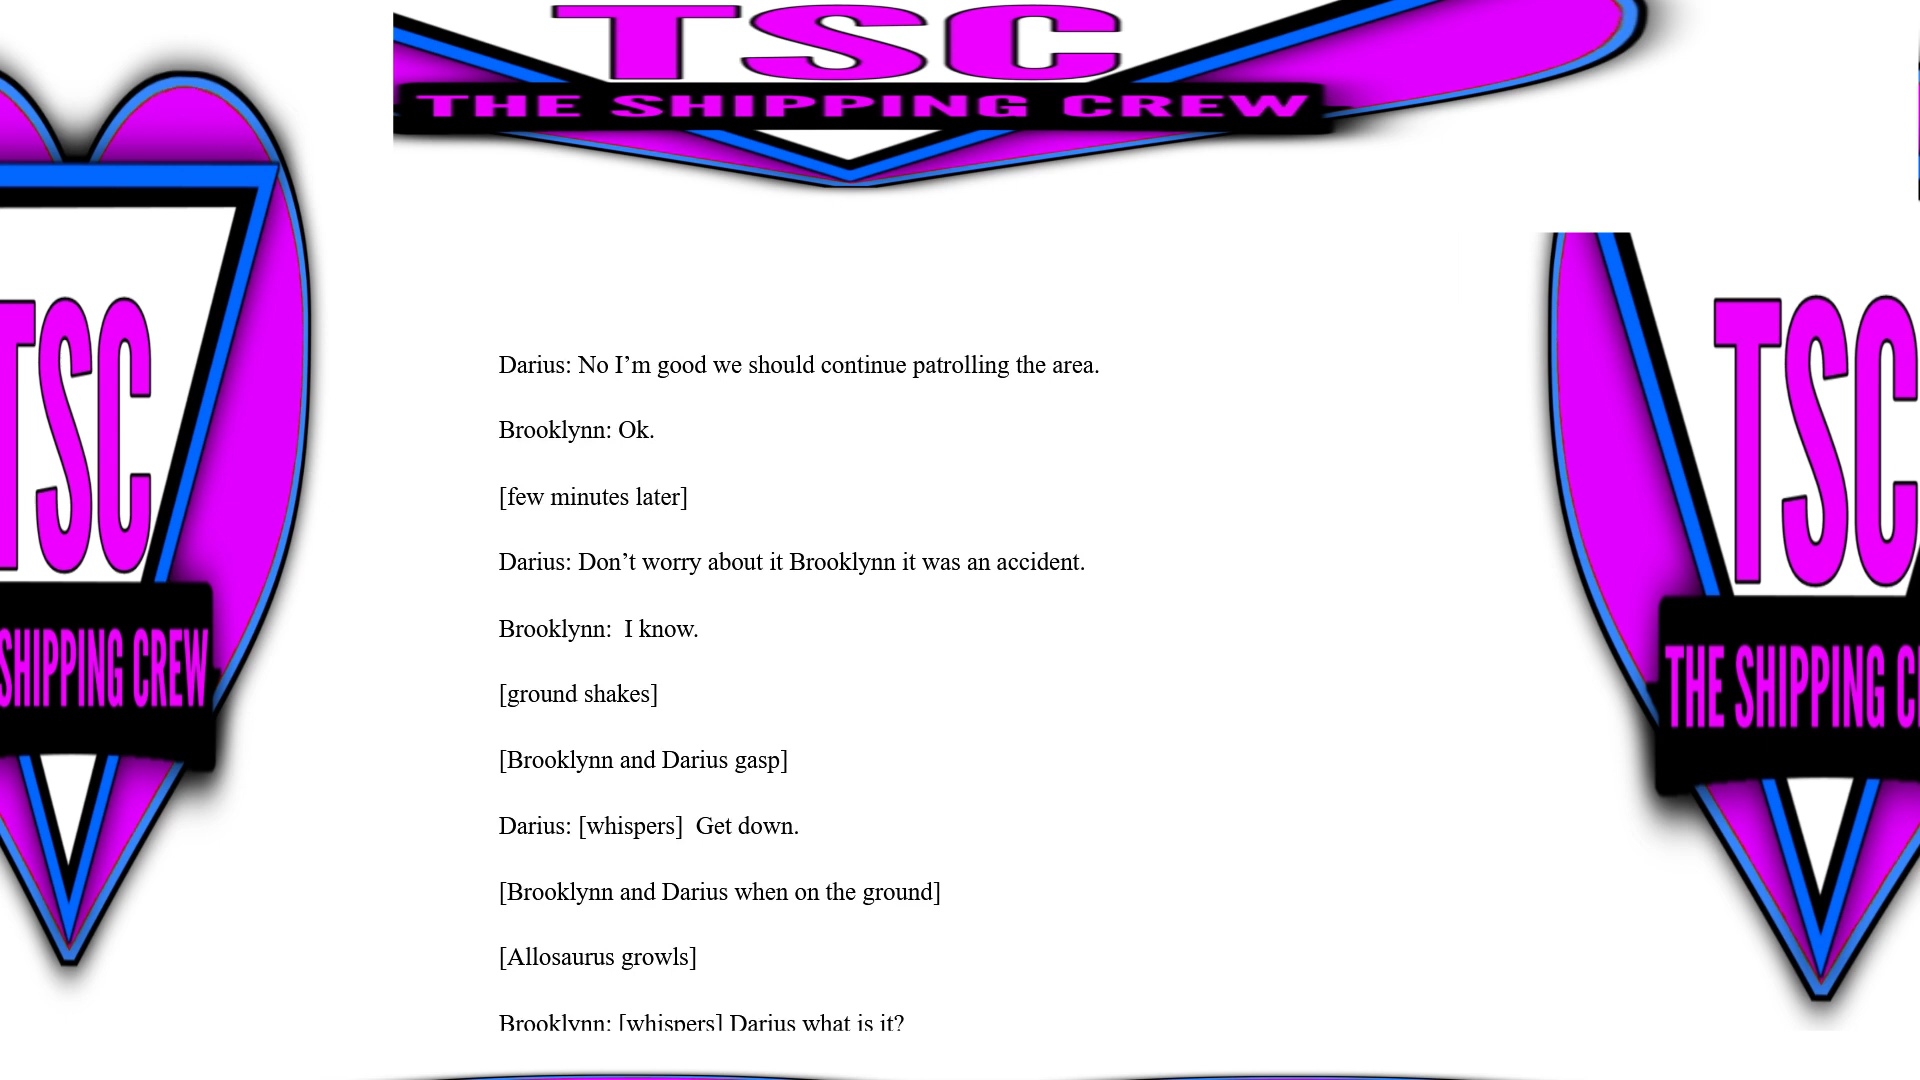 TSC
THE SHIPPING CREW
TSC
SHIPPING CREW
TSC
THE SHIPPING
Darius: No I’m good we should continue patrolling the area.
Brooklynn: Ok.
[few minutes later]
Darius: Don’t worry about it Brooklynn it was an accident.
Brooklynn:  I know.
[ground shakes]
[Brooklynn and Darius gasp]
Darius: [whispers]  Get down.
[Brooklynn and Darius when on the ground]
[Allosaurus growls]
Brooklynn: [whispers] Darius what is it?